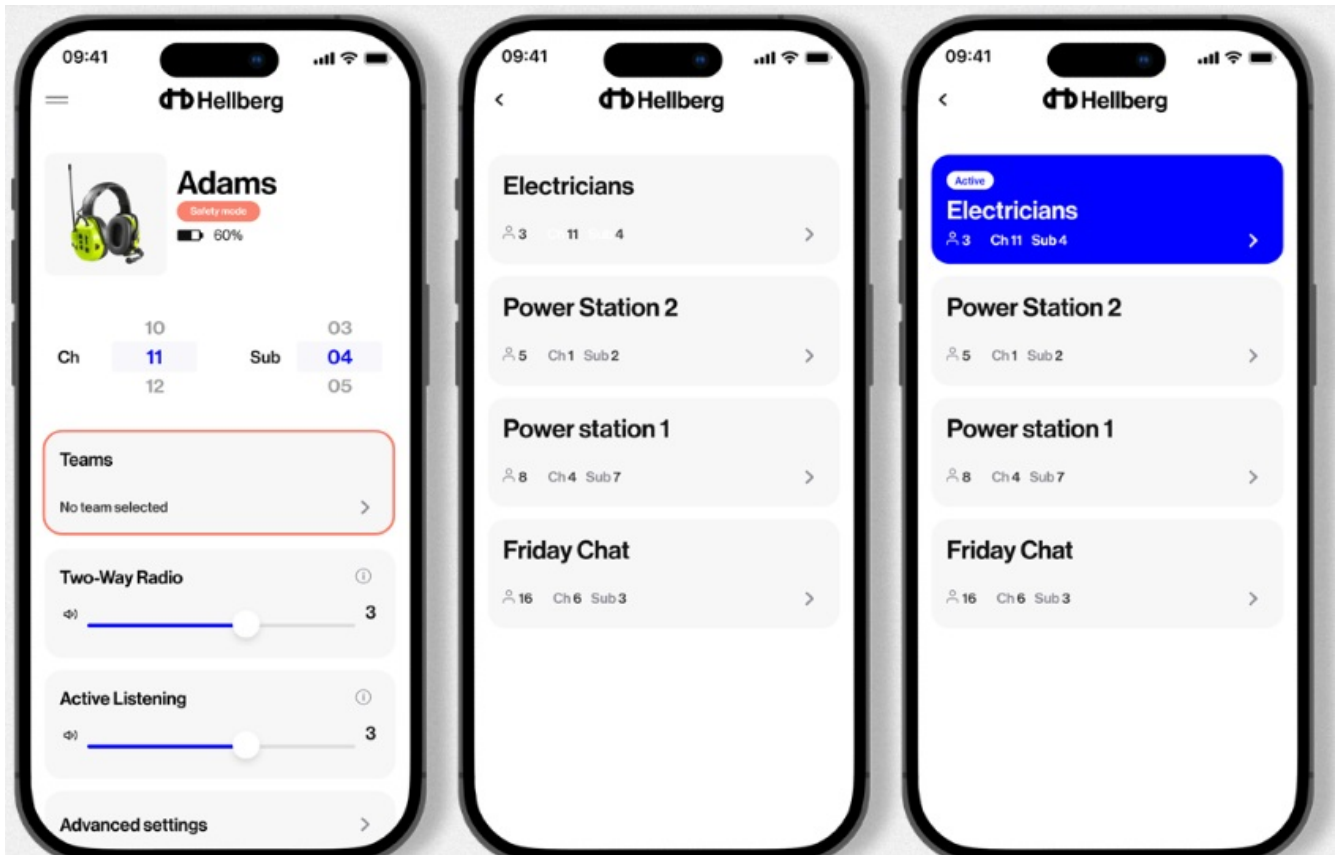 09:41
Hellberg
Adams
Safety mode
60%
10 03
Ch 11 Sub 04
12 05
Teams
No team selected
Two-Way Radio
3
Active Listening
3
Advanced settings
09:41
Hellberg
Electricians
3 11 4
Power Station 2
5 Ch 1 Sub 2
Power station 1
8 Ch 4 Sub 7
Friday Chat
16 Ch 6 Sub 3
09:41
Hellberg
Active
Electricians
3 Ch 11 Sub 4
Power Station 2
5 Ch 1 Sub 2
Power station 1
8 Ch 4 Sub 7
Friday Chat
16 Ch 6 Sub 3